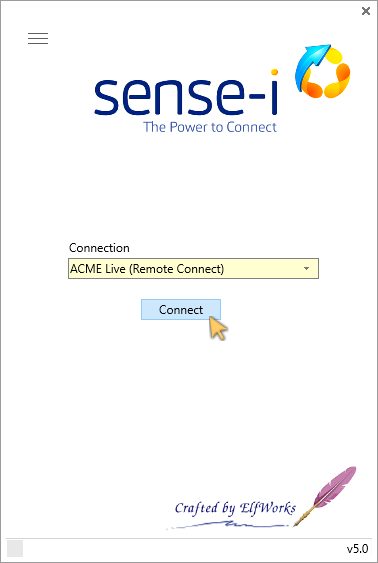 sense-i
The Power to Connect
Connection
ACME Live (Remote Connect)
Connect
Crafted by ElfWorks
v5.0